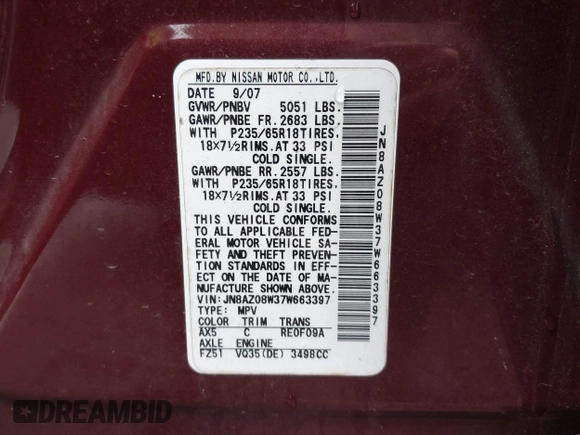 MFD.BY NISSAN MOTOR CO.,LTD.
DATE 9/07
GVWR/PNBV 5051 LBS.
GAWR/PNBE FR. 2683 LBS.
WITH P235/65R18TIRES,
18×7½RIMS.AT 33 PSI
COLD SINGLE.
GAWR/PNBE RR. 2557 LBS.
WITH P235/65R18TIRES,
18×7½RIMS.AT 33 PSI
COLD SINGLE.
THIS VEHICLE CONFORMS
TO ALL APPLICABLE FED-
ERAL MOTOR VEHICLE SA-
FETY AND THEFT PREVEN-
TION STANDARDS IN EFF-
ECT ON THE DATE OF MA-
NUFACTURE SHOWN ABOVE.
VIN:JN8AZ08W37W663397
TYPE: MPV
COLOR TRIM TRANS
AX5 C RE0F09A
AXLE ENGINE
FZ51 VQ35(DE) 3498CC
JN8AZ08W37W663397
DREAMBID